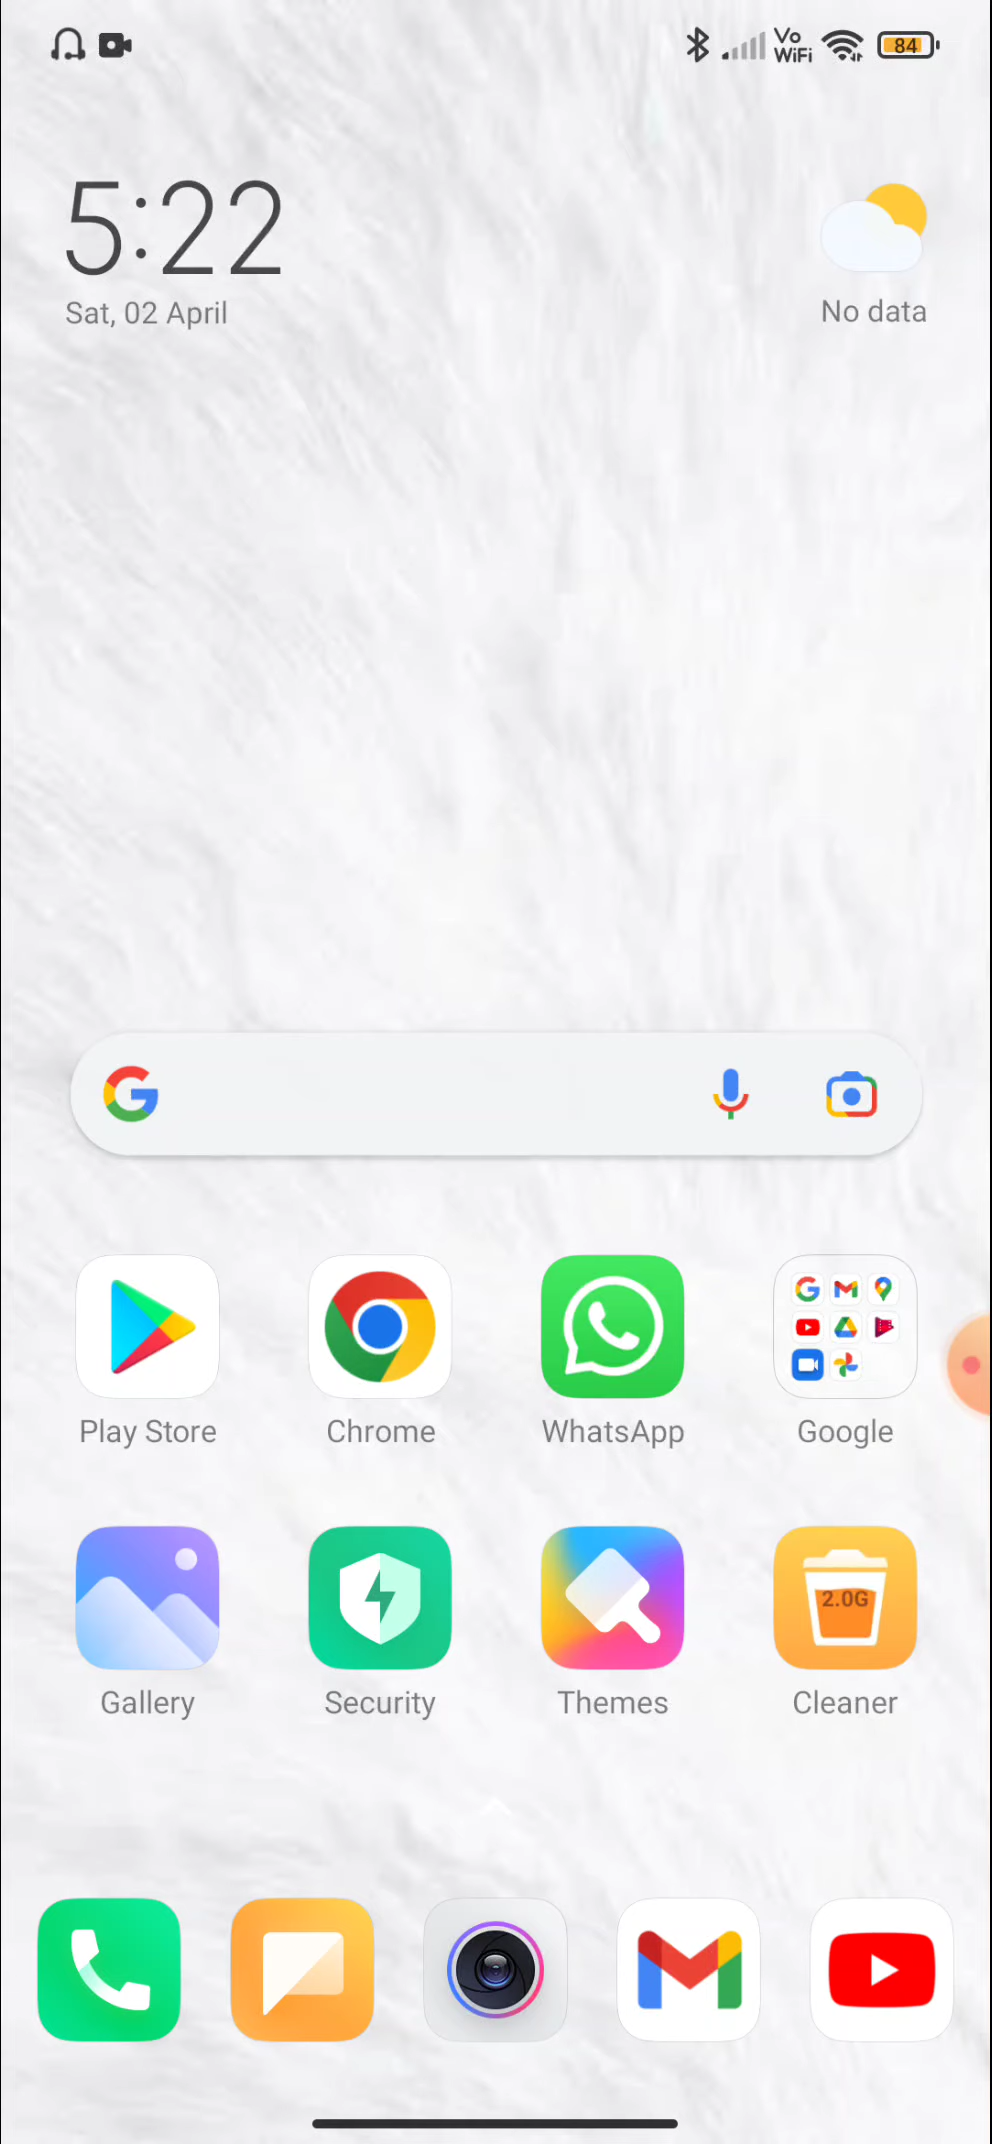 Vo
WiFi
84
5:22
Sat, 02 April
No data
Play Store
Chrome
WhatsApp
Google
2.0G
Gallery
Security
Themes
Cleaner